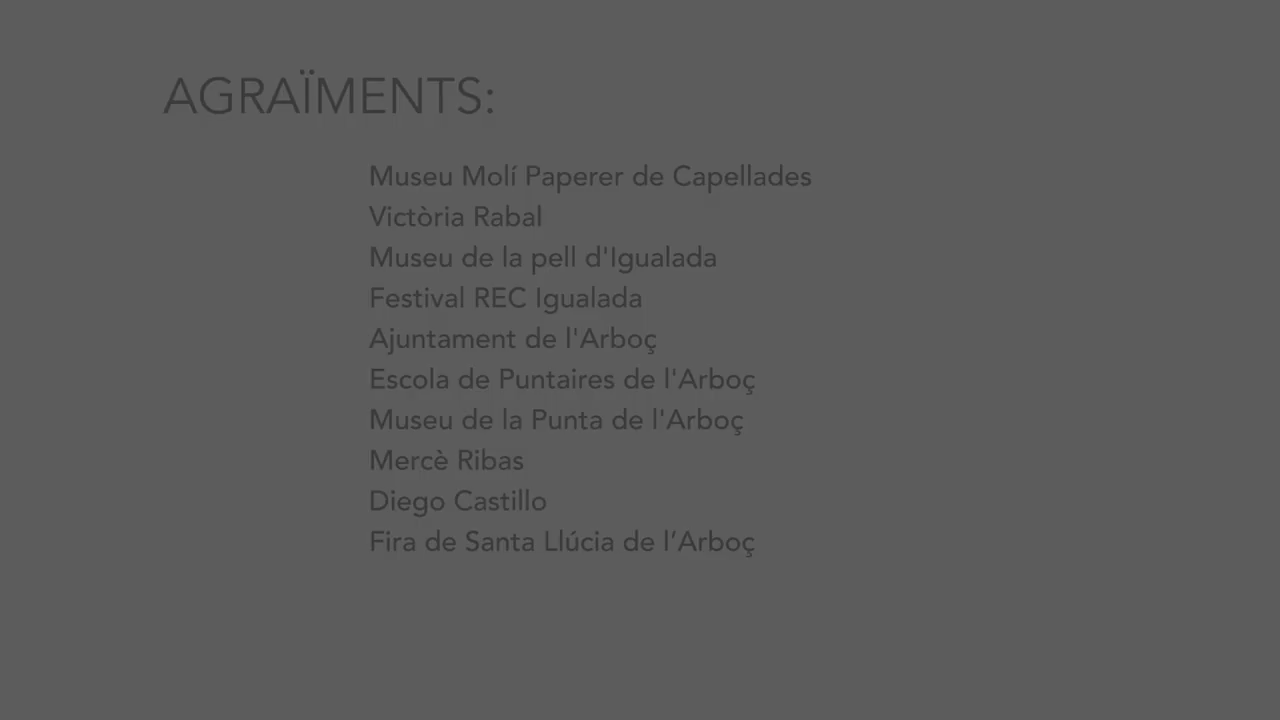 AGRAÏMENTS:
Museu Molí Paperer de Capellades
Victòria Rabal
Museu de la pell d'Igualada
Festival REC Igualada
Ajuntament de l'Arboç
Escola de Puntaires de l'Arboç
Museu de la Punta de l'Arboç
Mercè Ribas
Diego Castillo
Fira de Santa Llúcia de l’Arboç